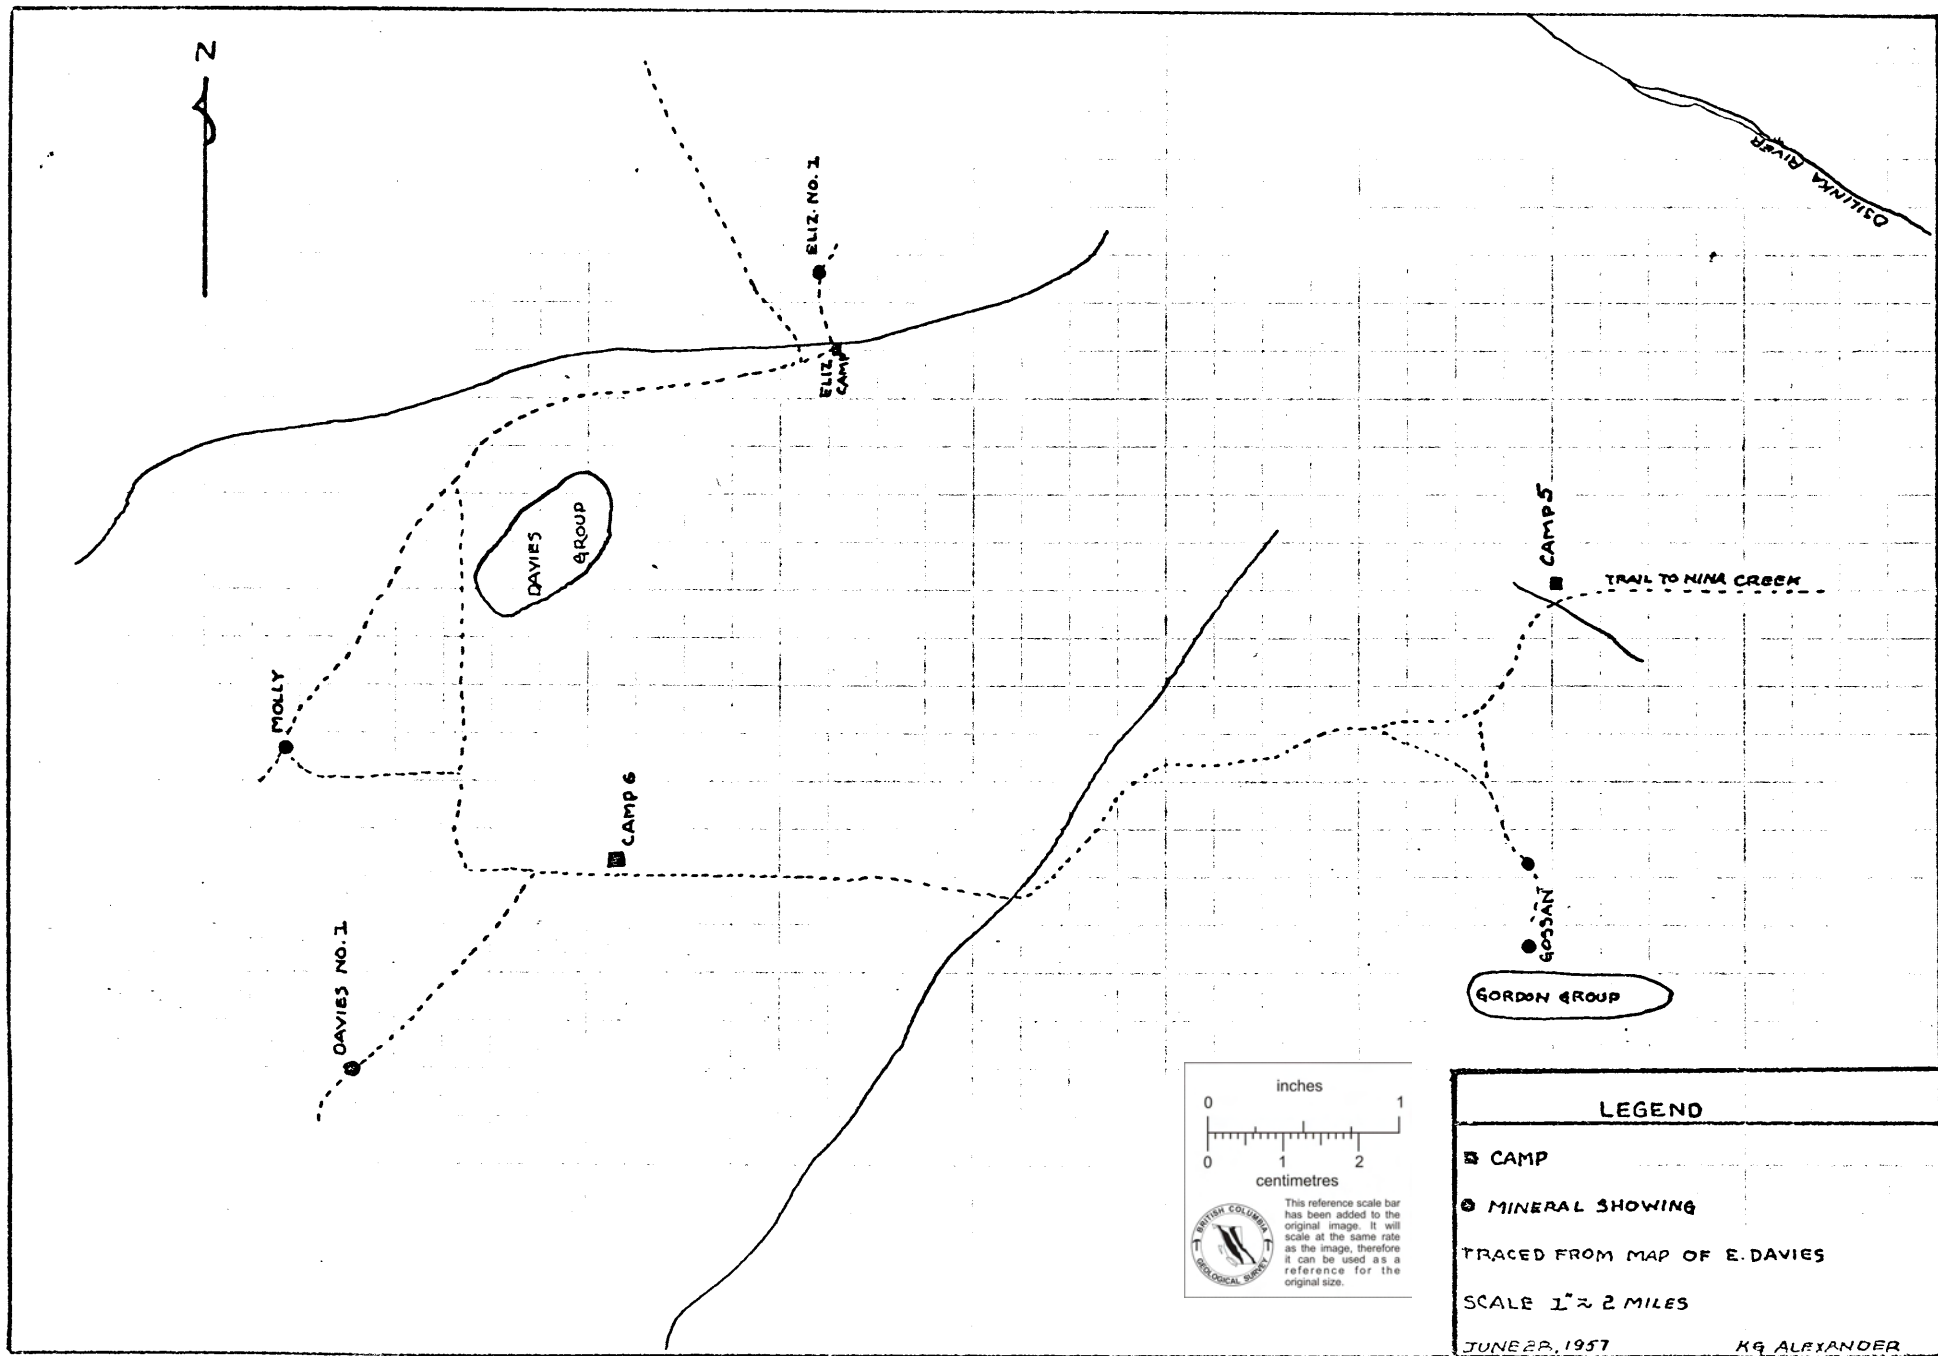 N
OSILINKA
RIVER
ELIZ. NO. 1
ELIZ.
CAMP
DAVIES
GROUP
CAMP 5
TRAIL TO NINA CREEK
MOLLY
CAMP 6
DAVIES NO. 1
GOSSAN
GORDON GROUP
inches
0 1
0 1 2
centimetres
BRITISH COLUMBIA
GEOLOGICAL SURVEY
This reference scale bar
has been added to the
original image. It will
scale at the same rate
as the image, therefore
it can be used as a
reference for the
original size.
LEGEND
CAMP
MINERAL SHOWING
TRACED FROM MAP OF E. DAVIES
SCALE 1" ≈ 2 MILES
JUNE 28, 1957 KG ALEXANDER